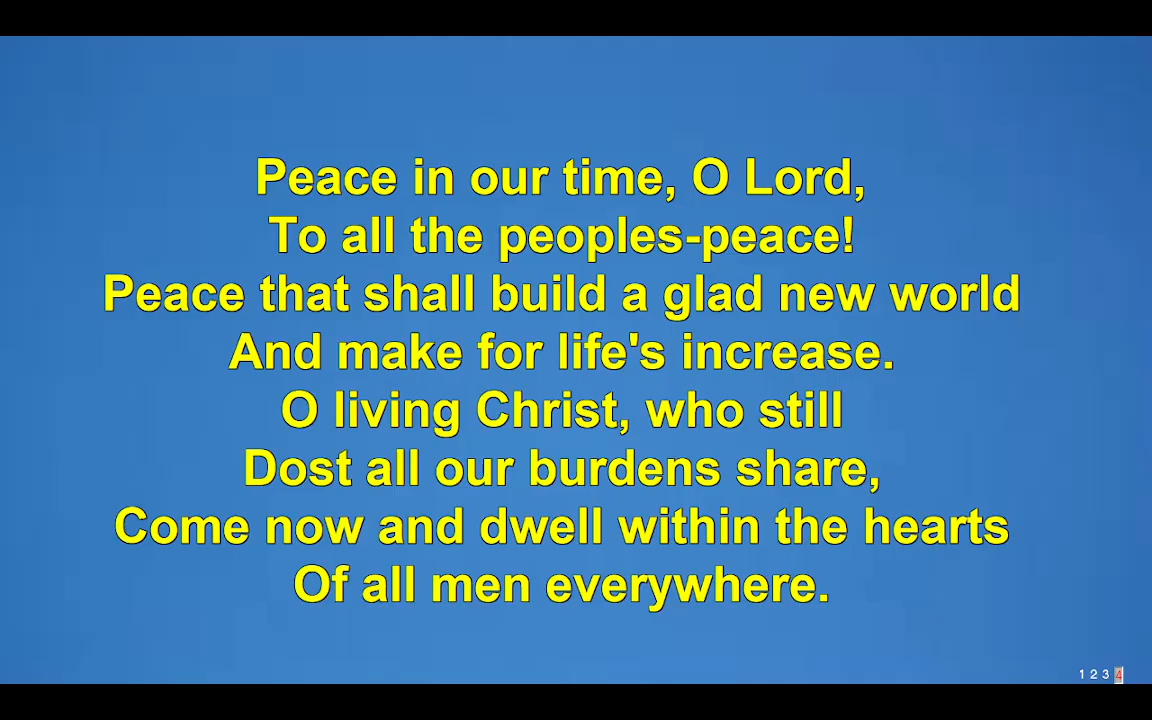 Peace in our time, O Lord,
To all the peoples-peace!
Peace that shall build a glad new world
And make for life's increase.
O living Christ, who still
Dost all our burdens share,
Come now and dwell within the hearts
Of all men everywhere.
1 2 3 4